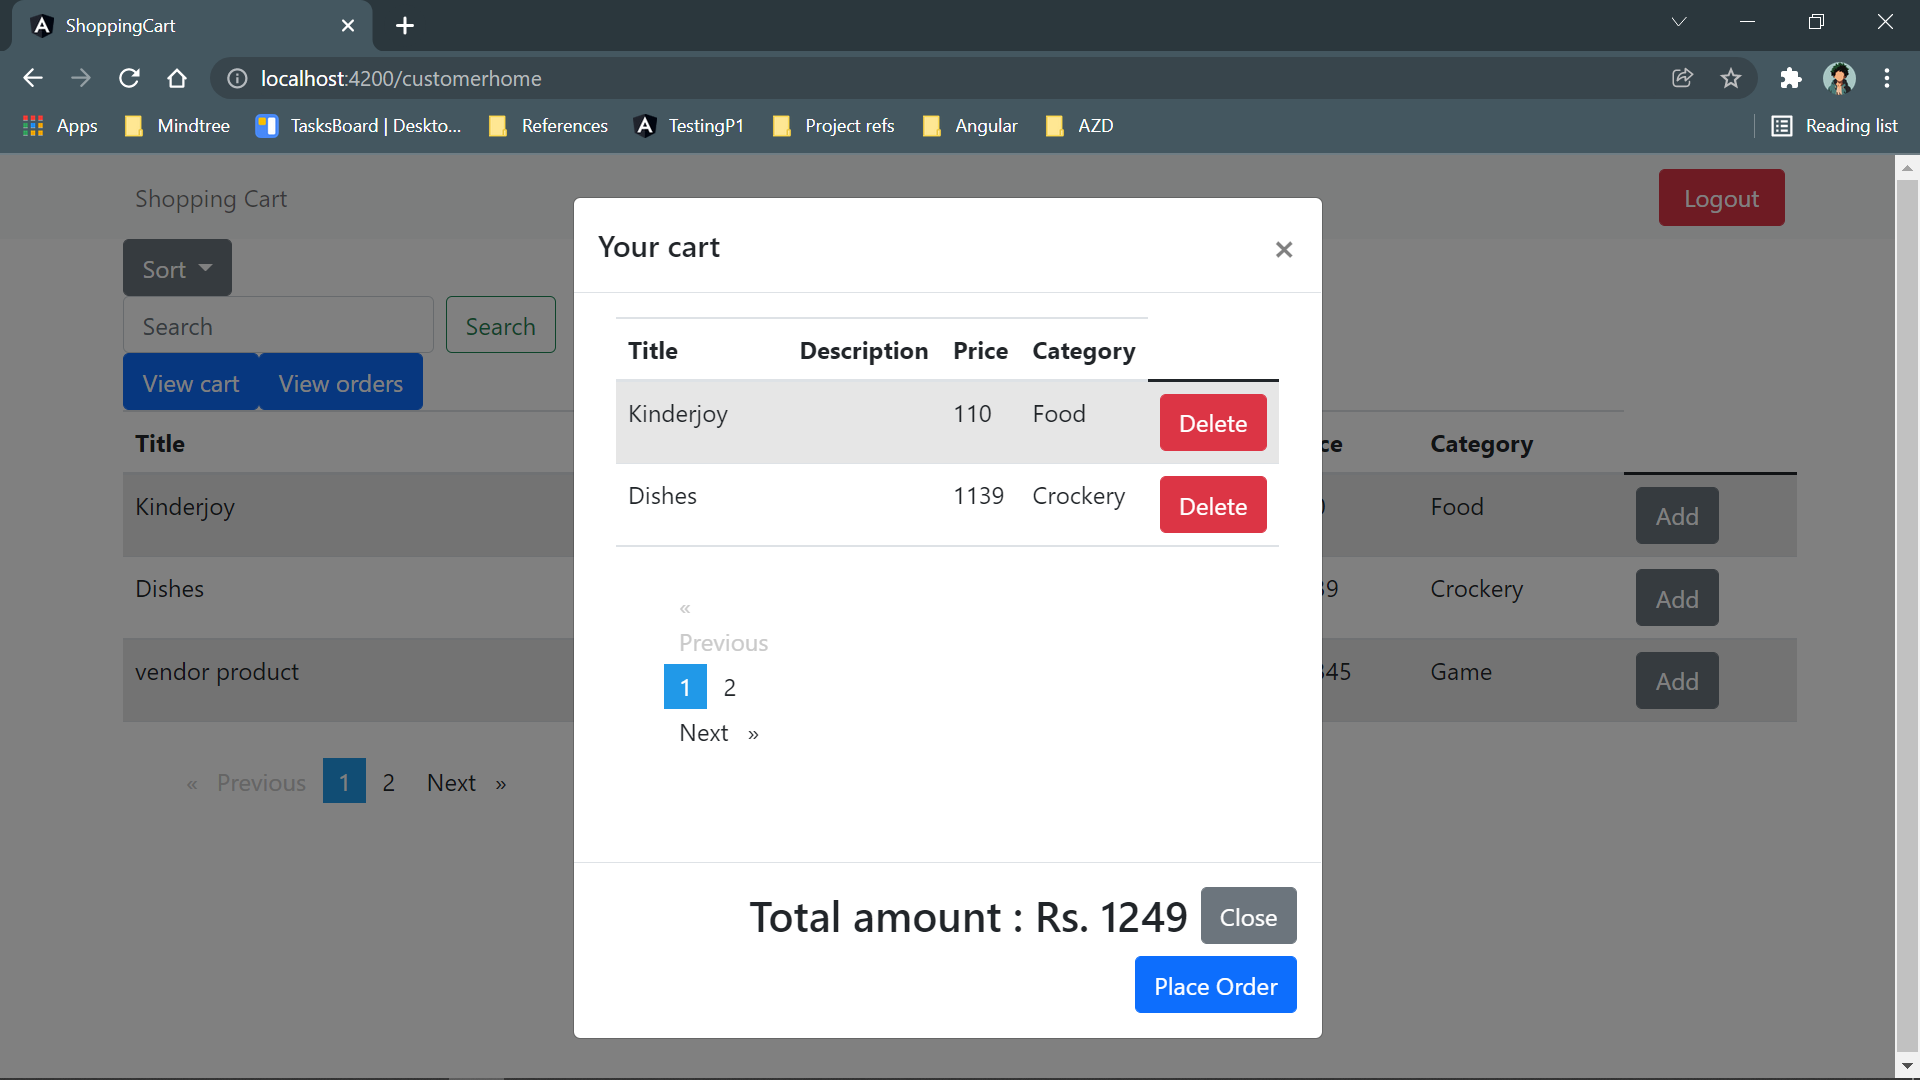 ShoppingCart
localhost:4200/customerhome
Apps Mindtree TasksBoard | Deskto... References TestingP1 Project refs Angular AZD Reading list
Shopping Cart Logout
Sort
Search Search
View cart View orders
Title Category
Kinderjoy Food Add
Dishes Crockery Add
vendor product 345 Game Add
« Previous 1 2 Next »
Your cart ×
Title Description Price Category
Kinderjoy 110 Food Delete
Dishes 1139 Crockery Delete
«
Previous
1 2
Next »
Total amount : Rs. 1249 Close
Place Order